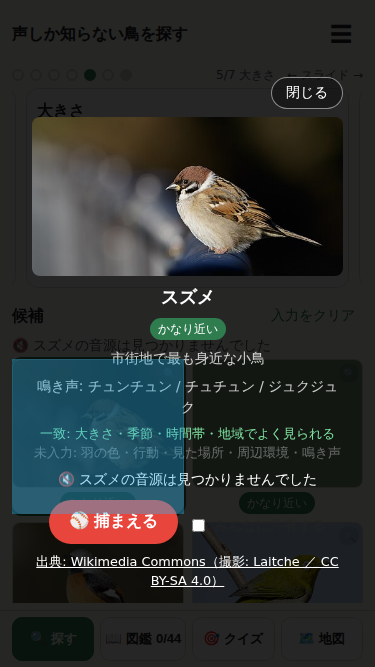 声しか知らない鳥を探す
5/7 大きさ ← スライド →
閉じる
大きさ
スズメ
かなり近い
候補
入力をクリア
🔇 スズメの音源は見つかりませんでした
市街地で最も身近な小鳥
鳴き声: チュンチュン / チュチュン / ジュクジュ
ク
一致: 大きさ・季節・時間帯・地域でよく見られる
未入力: 羽の色・行動・見た場所・周辺環境・鳴き声
🔇 スズメの音源は見つかりませんでした
かなり近い
捕まえる
出典: Wikimedia Commons（撮影: Laitche ／ CC
BY-SA 4.0）
探す
図鑑 0/44
クイズ
地図